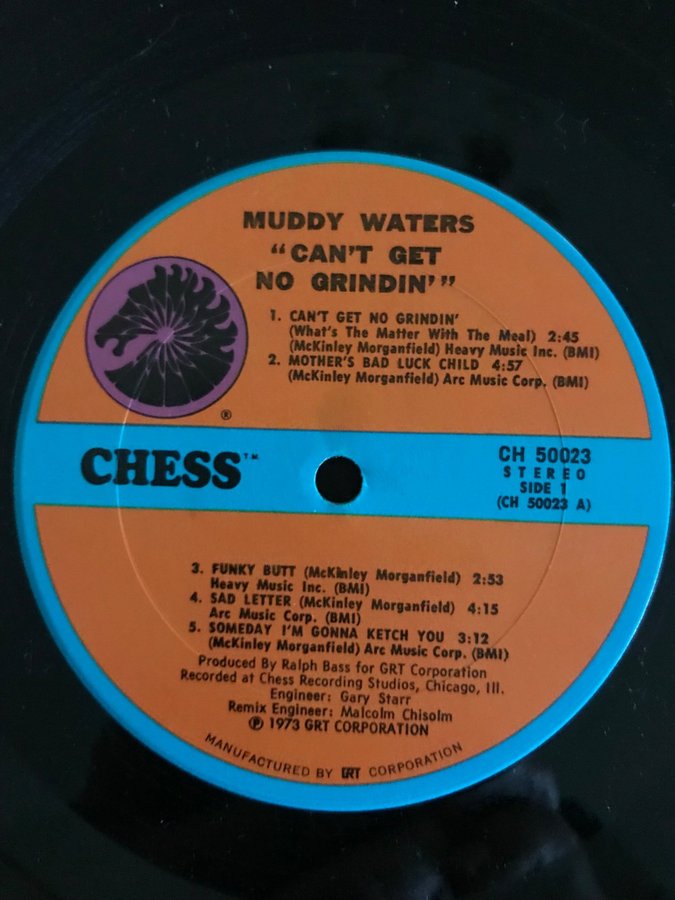 MUDDY WATERS
"CAN'T GET
NO GRINDIN'"
1. CAN'T GET NO GRINDIN'
(What's The Matter With The Meal) 2:45
(McKinley Morganfield) Heavy Music Inc. (BMI)
2. MOTHER'S BAD LUCK CHILD 4:57
(McKinley Morganfield) Arc Music Corp. (BMI)
®
CHESS™
CH 50023
STEREO
SIDE 1
(CH 50023 A)
3. FUNKY BUTT (McKinley Morganfield) 2:53
Heavy Music Inc. (BMI)
4. SAD LETTER (McKinley Morganfield) 4:15
Arc Music Corp. (BMI)
5. SOMEDAY I'M GONNA KETCH YOU 3:12
(McKinley Morganfield) Arc Music Corp. (BMI)
Produced By Ralph Bass for GRT Corporation
Recorded at Chess Recording Studios, Chicago, Ill.
Engineer: Gary Starr
Remix Engineer: Malcolm Chisolm
℗ 1973 GRT CORPORATION
MANUFACTURED BY GRT CORPORATION